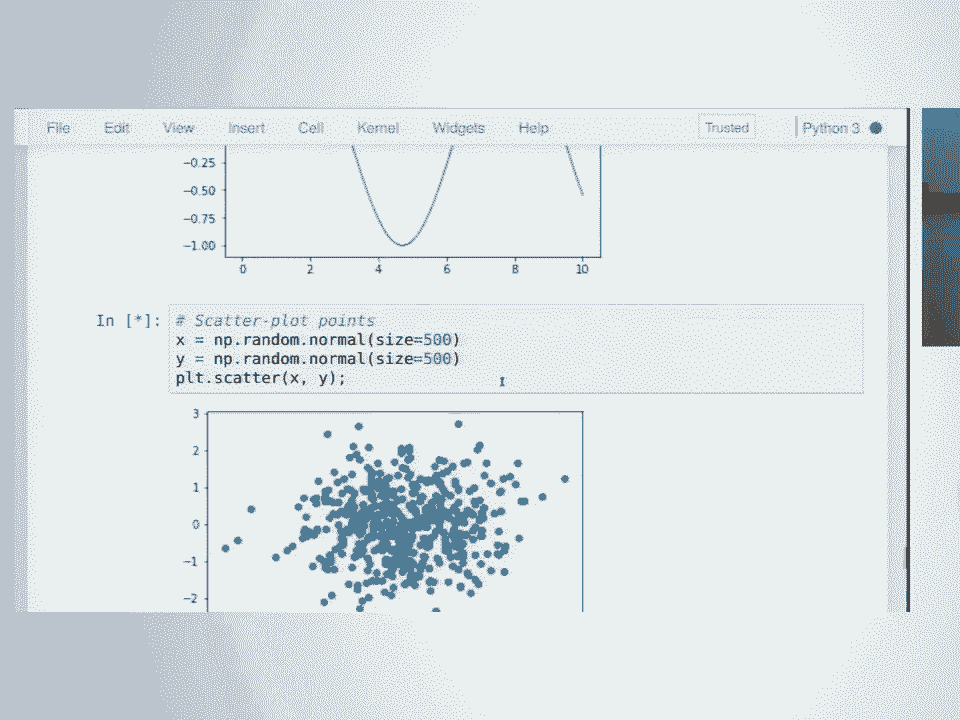 File Edit View Insert Cell Kernel Widgets Help Trusted Python 3
−0.25
−0.50
−0.75
−1.00
0 2 4 6 8 10
In [*]: # Scatter-plot points
x = np.random.normal(size=500)
y = np.random.normal(size=500)
plt.scatter(x, y);
3
2
1
0
−1
−2